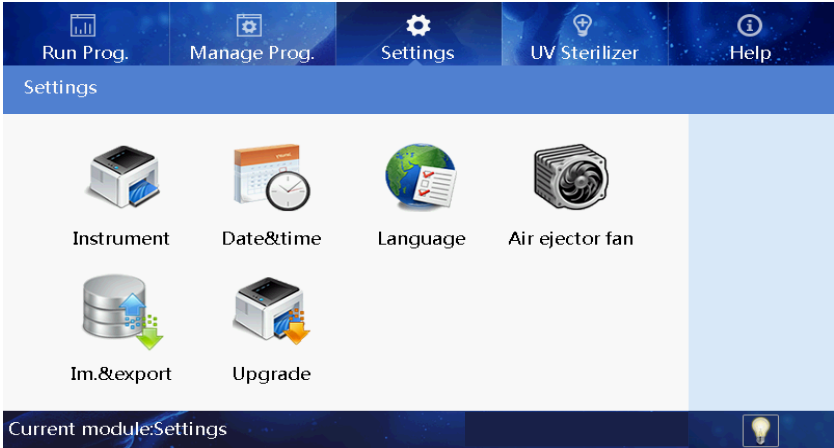 Run Prog. Manage Prog. Settings UV Sterilizer Help
Settings
Instrument Date&time Language Air ejector fan
Im.&export Upgrade
Current module:Settings